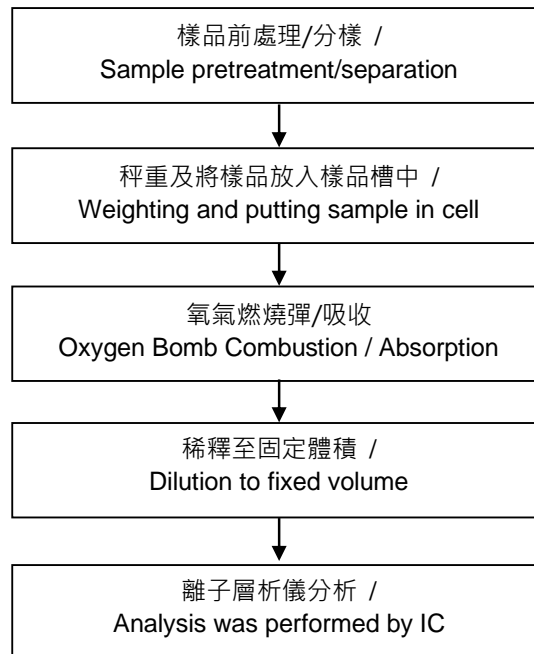 樣品前處理/分樣 /
Sample pretreatment/separation
秤重及將樣品放入樣品槽中 /
Weighting and putting sample in cell
氧氣燃燒彈/吸收
Oxygen Bomb Combustion / Absorption
稀釋至固定體積 /
Dilution to fixed volume
離子層析儀分析 /
Analysis was performed by IC